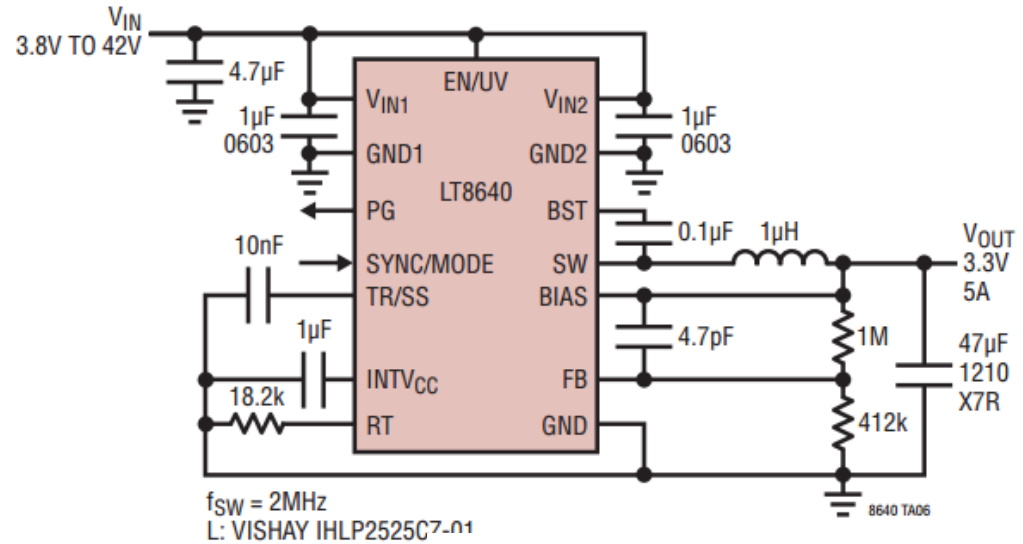 VIN
3.8V TO 42V
4.7µF
EN/UV
VIN1
VIN2
1µF
0603
1µF
0603
GND1
GND2
LT8640
PG
BST
0.1µF
1µH
VOUT
3.3V
5A
10nF
SYNC/MODE
SW
TR/SS
BIAS
1µF
4.7pF
1M
47µF
1210
X7R
INTVCC
FB
18.2k
RT
GND
412k
fSW = 2MHz
L: VISHAY IHLP2525CZ-01
8640 TA06